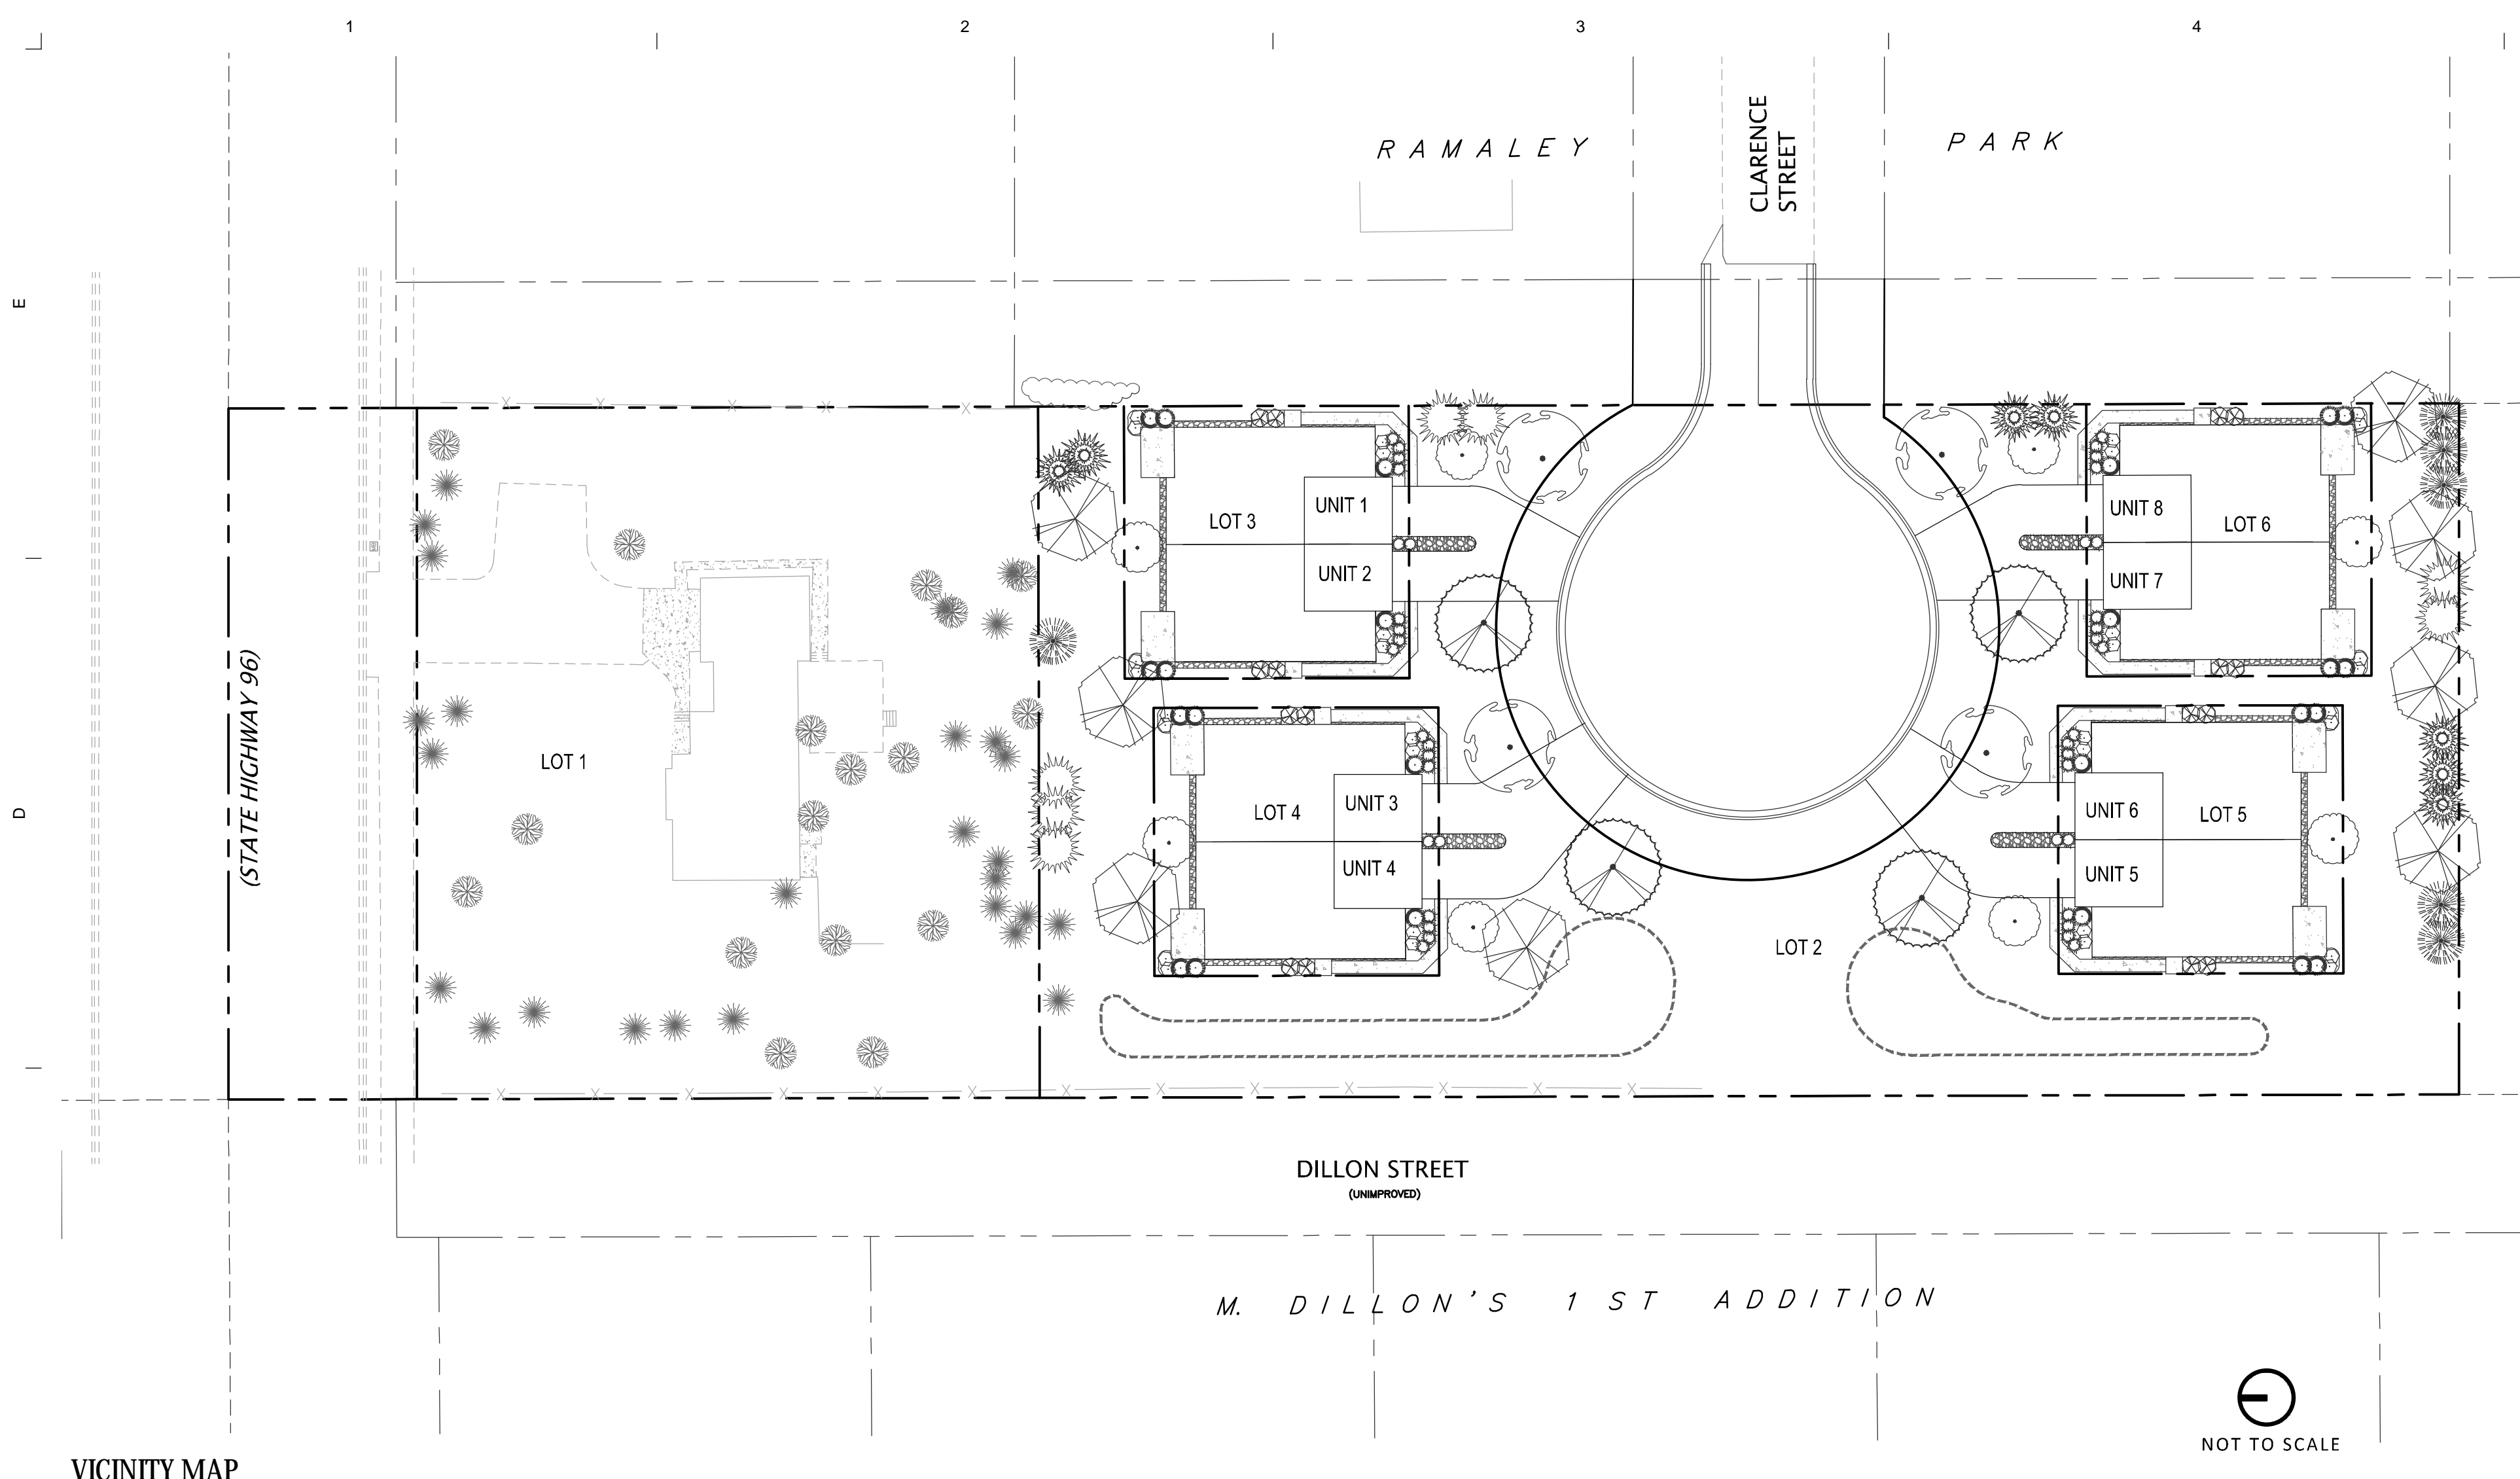 1 2 3 4
RAMALEY PARK
CLARENCE
STREET
E
UNIT 1
LOT 3
UNIT 2
UNIT 8
LOT 6
UNIT 7
(STATE HIGHWAY 96)
LOT 1
D
UNIT 3
LOT 4
UNIT 4
UNIT 6
LOT 5
UNIT 5
LOT 2
DILLON STREET
(UNIMPROVED)
M. DILLON'S 1ST ADDITION
NOT TO SCALE
VICINITY MAP